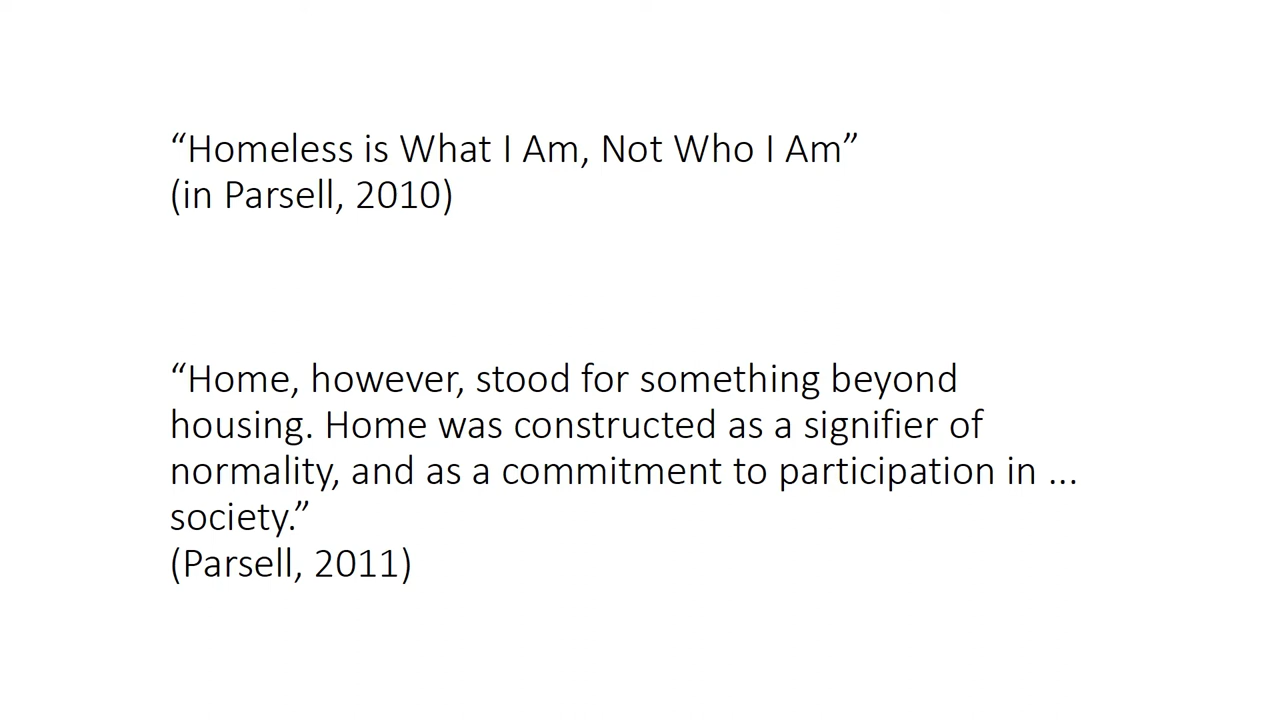 “Homeless is What I Am, Not Who I Am”
(in Parsell, 2010)
“Home, however, stood for something beyond
housing. Home was constructed as a signifier of
normality, and as a commitment to participation in ...
society.”
(Parsell, 2011)